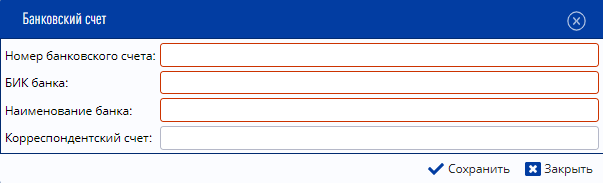 Банковский счет
Номер банковского счета:
БИК банка:
Наименование банка:
Корреспондентский счет:
Сохранить Закрыть